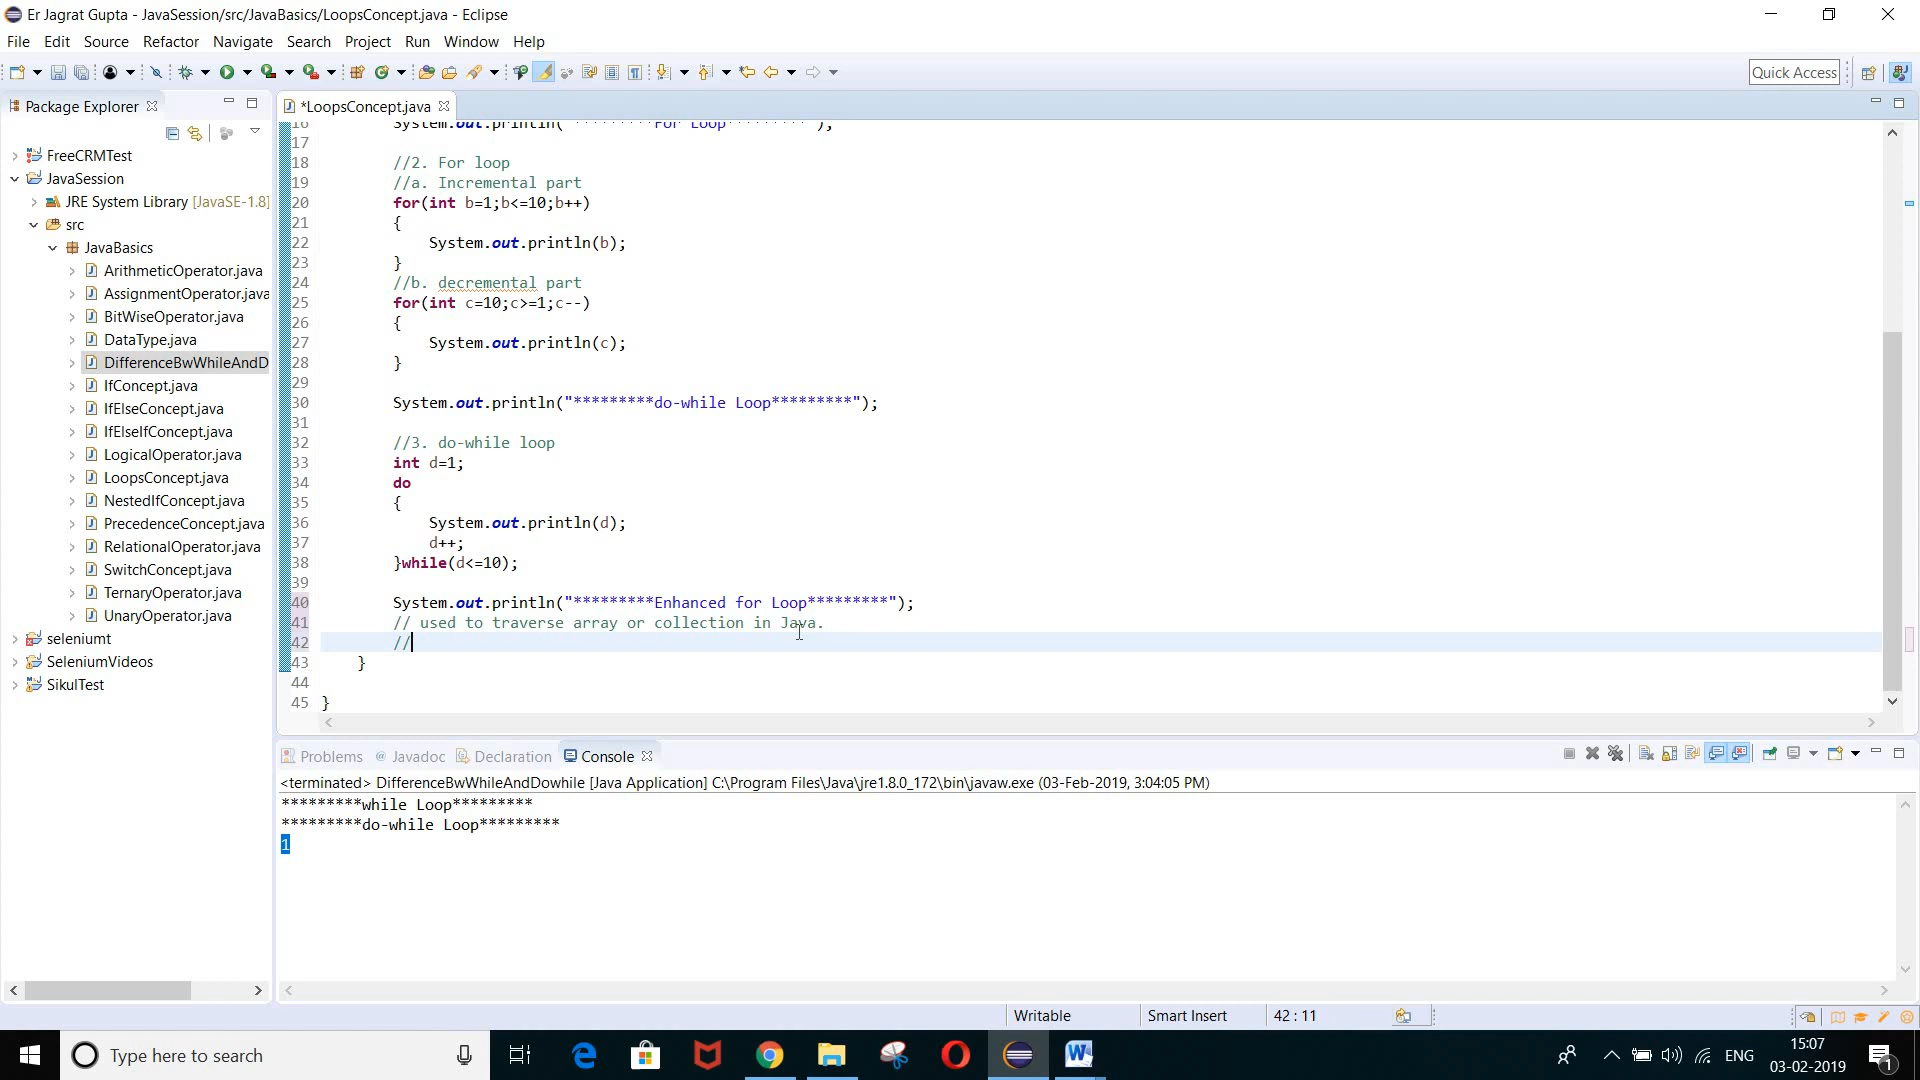 Er Jagrat Gupta - JavaSession/src/JavaBasics/LoopsConcept.java - Eclipse
File Edit Source Refactor Navigate Search Project Run Window Help
Quick Access
Package Explorer
*LoopsConcept.java
FreeCRMTest
JavaSession
JRE System Library [JavaSE-1.8]
src
JavaBasics
ArithmeticOperator.java
AssignmentOperator.java
BitWiseOperator.java
DataType.java
DifferenceBwWhileAndD
IfConcept.java
IfElseConcept.java
IfElseIfConcept.java
LogicalOperator.java
LoopsConcept.java
NestedIfConcept.java
PrecedenceConcept.java
RelationalOperator.java
SwitchConcept.java
TernaryOperator.java
UnaryOperator.java
seleniumt
SeleniumVideos
SikulTest
16 System.out.println("*********For Loop*********");
17
18 //2. For loop
19 //a. Incremental part
20 for(int b=1;b<=10;b++)
21 {
22 System.out.println(b);
23 }
24 //b. decremental part
25 for(int c=10;c>=1;c--)
26 {
27 System.out.println(c);
28 }
29
30 System.out.println("*********do-while Loop*********");
31
32 //3. do-while loop
33 int d=1;
34 do
35 {
36 System.out.println(d);
37 d++;
38 }while(d<=10);
39
40 System.out.println("*********Enhanced for Loop*********");
41 // used to traverse array or collection in Java.
42 //
43 }
44
45 }
Problems Javadoc Declaration Console
<terminated> DifferenceBwWhileAndDowhile [Java Application] C:\Program Files\Java\jre1.8.0_172\bin\javaw.exe (03-Feb-2019, 3:04:05 PM)
*********while Loop*********
*********do-while Loop*********
1
Writable Smart Insert 42 : 11
Type here to search
ENG
15:07
03-02-2019
1